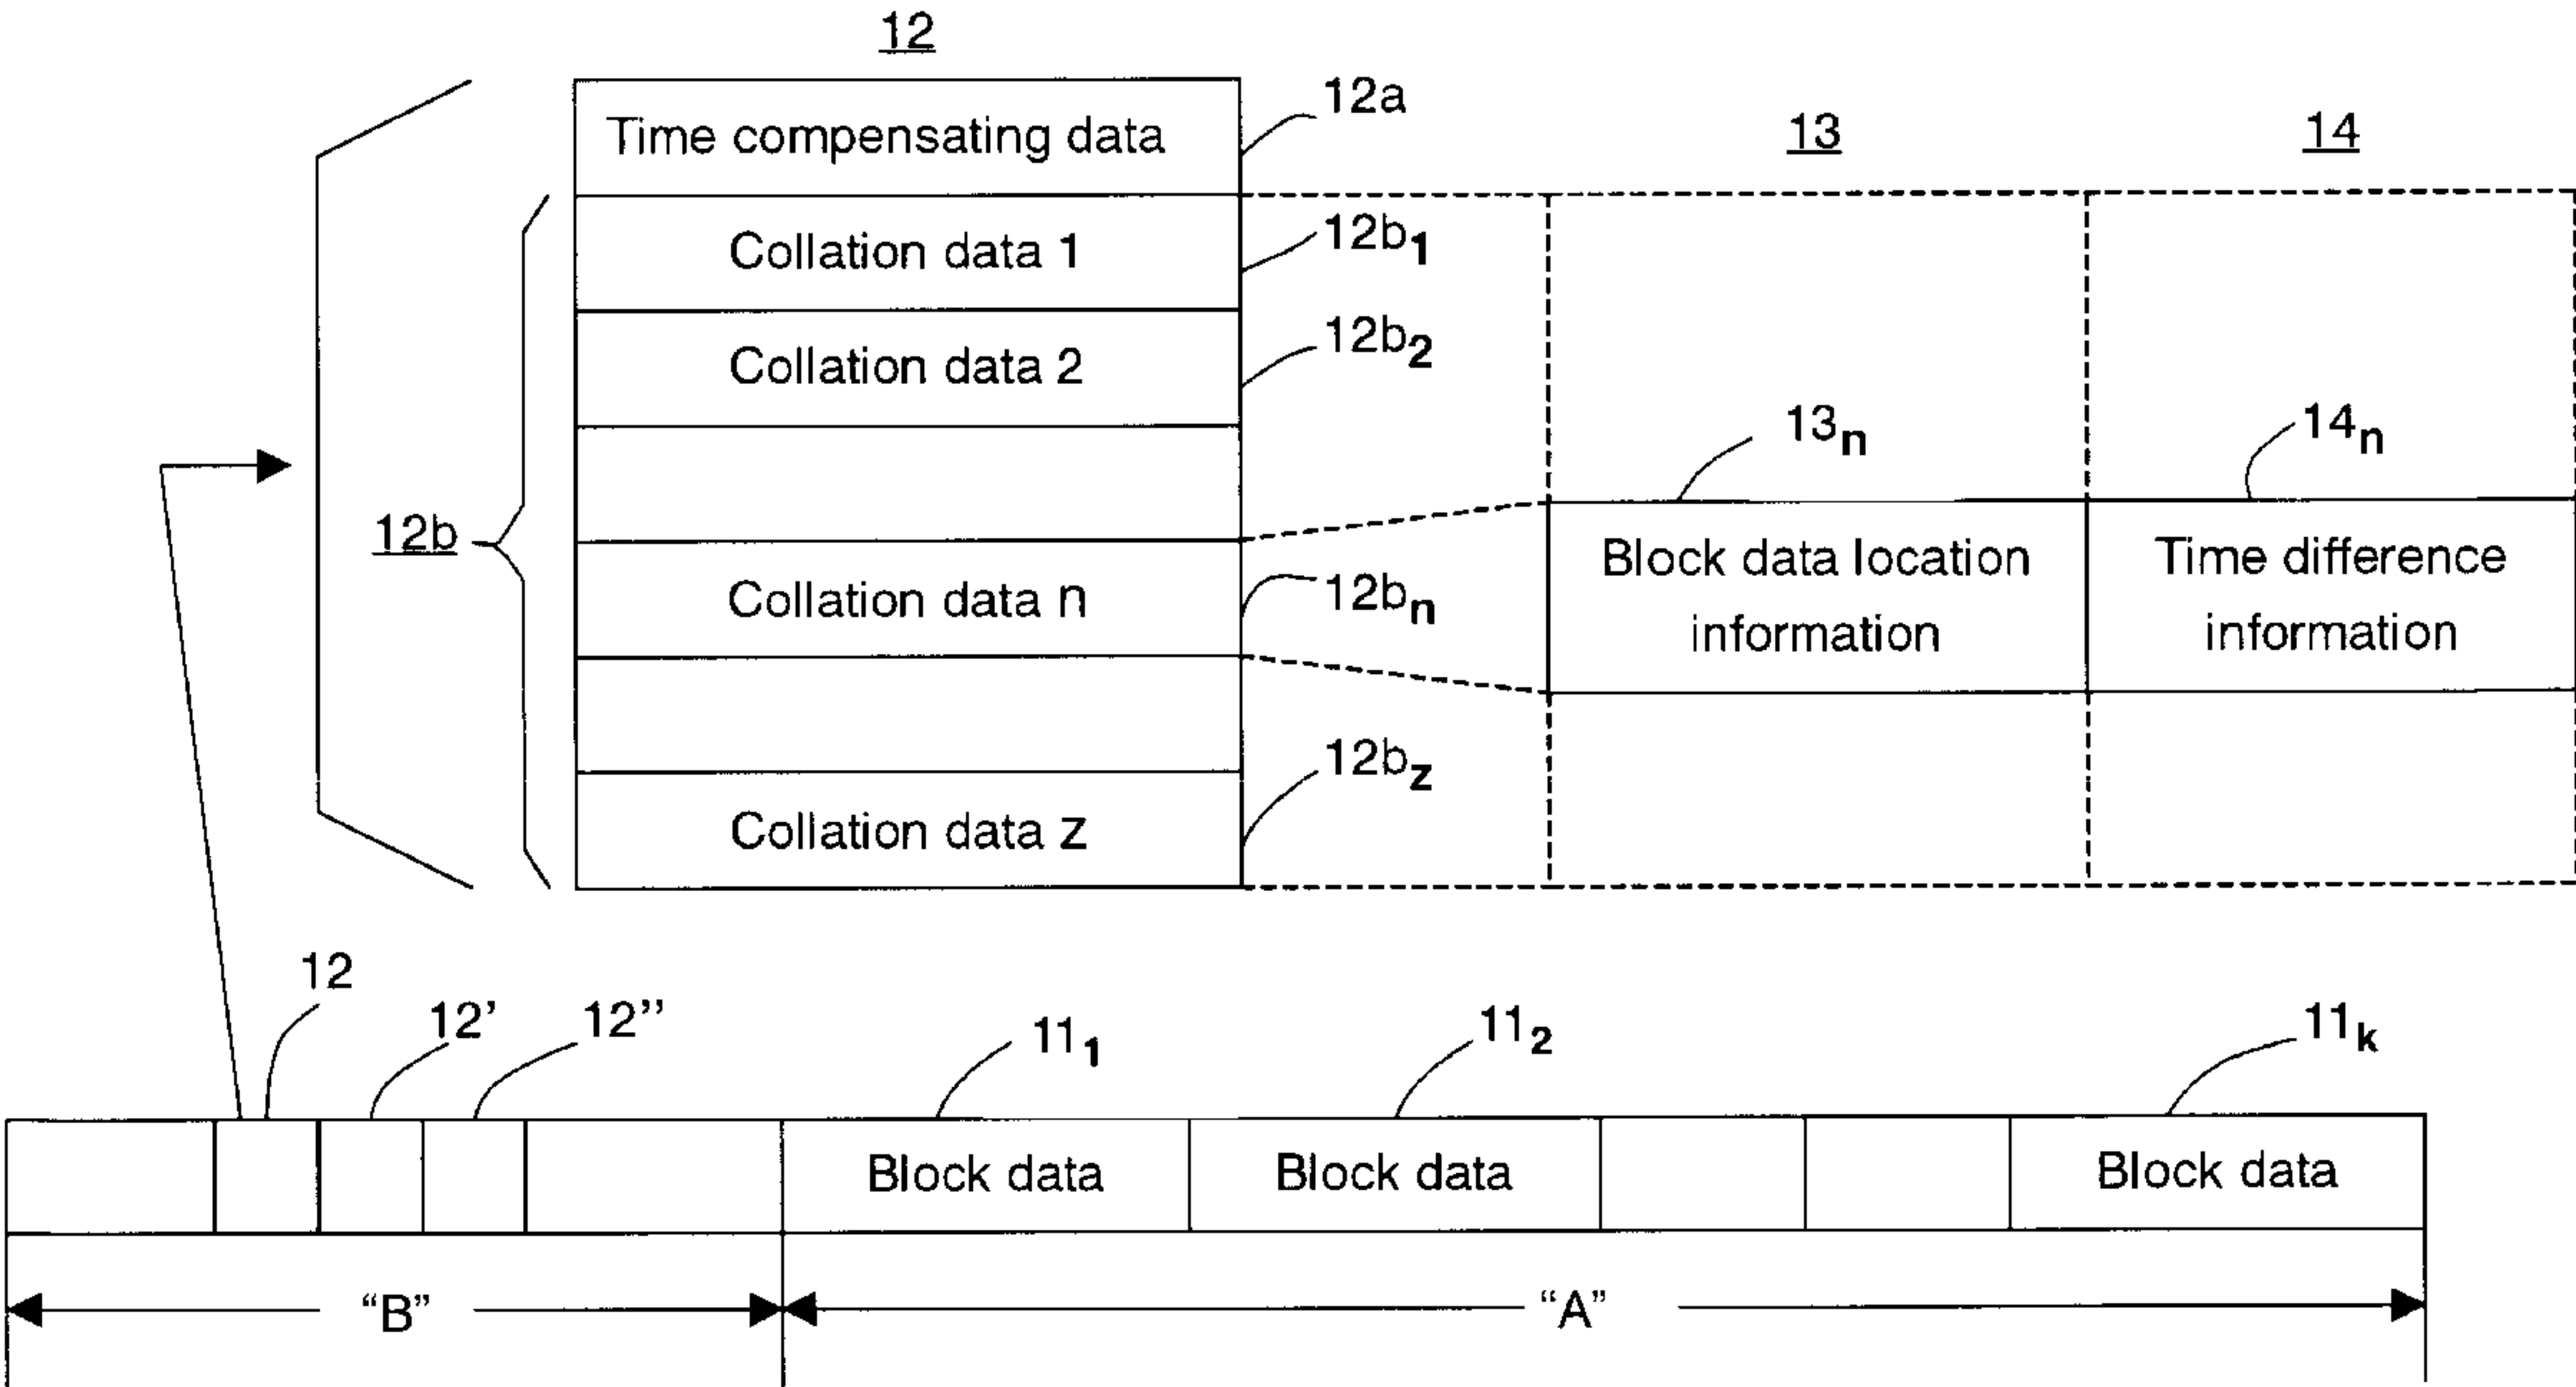 12
Time compensating data
12a
13
14
Collation data 1
12b1
Collation data 2
12b2
13n
14n
12b
Collation data n
12bn
Block data location
information
Time difference
information
Collation data z
12bz
12
12’
12’’
111
112
11k
Block data
Block data
Block data
“B”
“A”